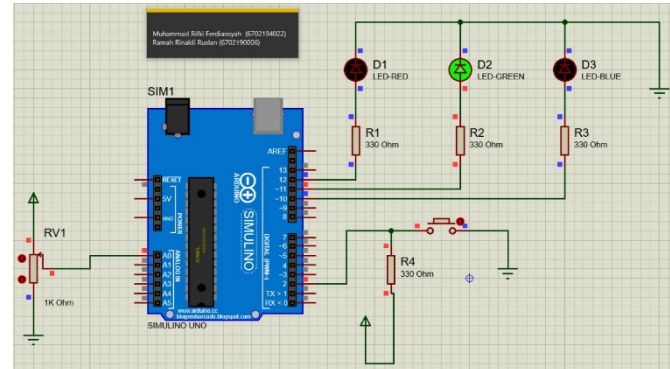 Muhammad Rifki Ferdiansyah (6702194022)
Ramah Rinaldi Ruslan (6702190006)
D1
LED-RED
D2
LED-GREEN
D3
LED-BLUE
SIM1
R1
330 Ohm
R2
330 Ohm
R3
330 Ohm
AREF
RESET
5V
GND
POWER
ARDUINO
SIMULINO
13
12
~11
~10
~9
8
7
~6
~5
4
~3
2
TX > 1
RX < 0
DIGITAL (PWM~)
ANALOG IN
A0
A1
A2
A3
A4
A5
www.arduino.cc
blogembarcado.blogspot.com
SIMULINO UNO
RV1
1K Ohm
R4
330 Ohm